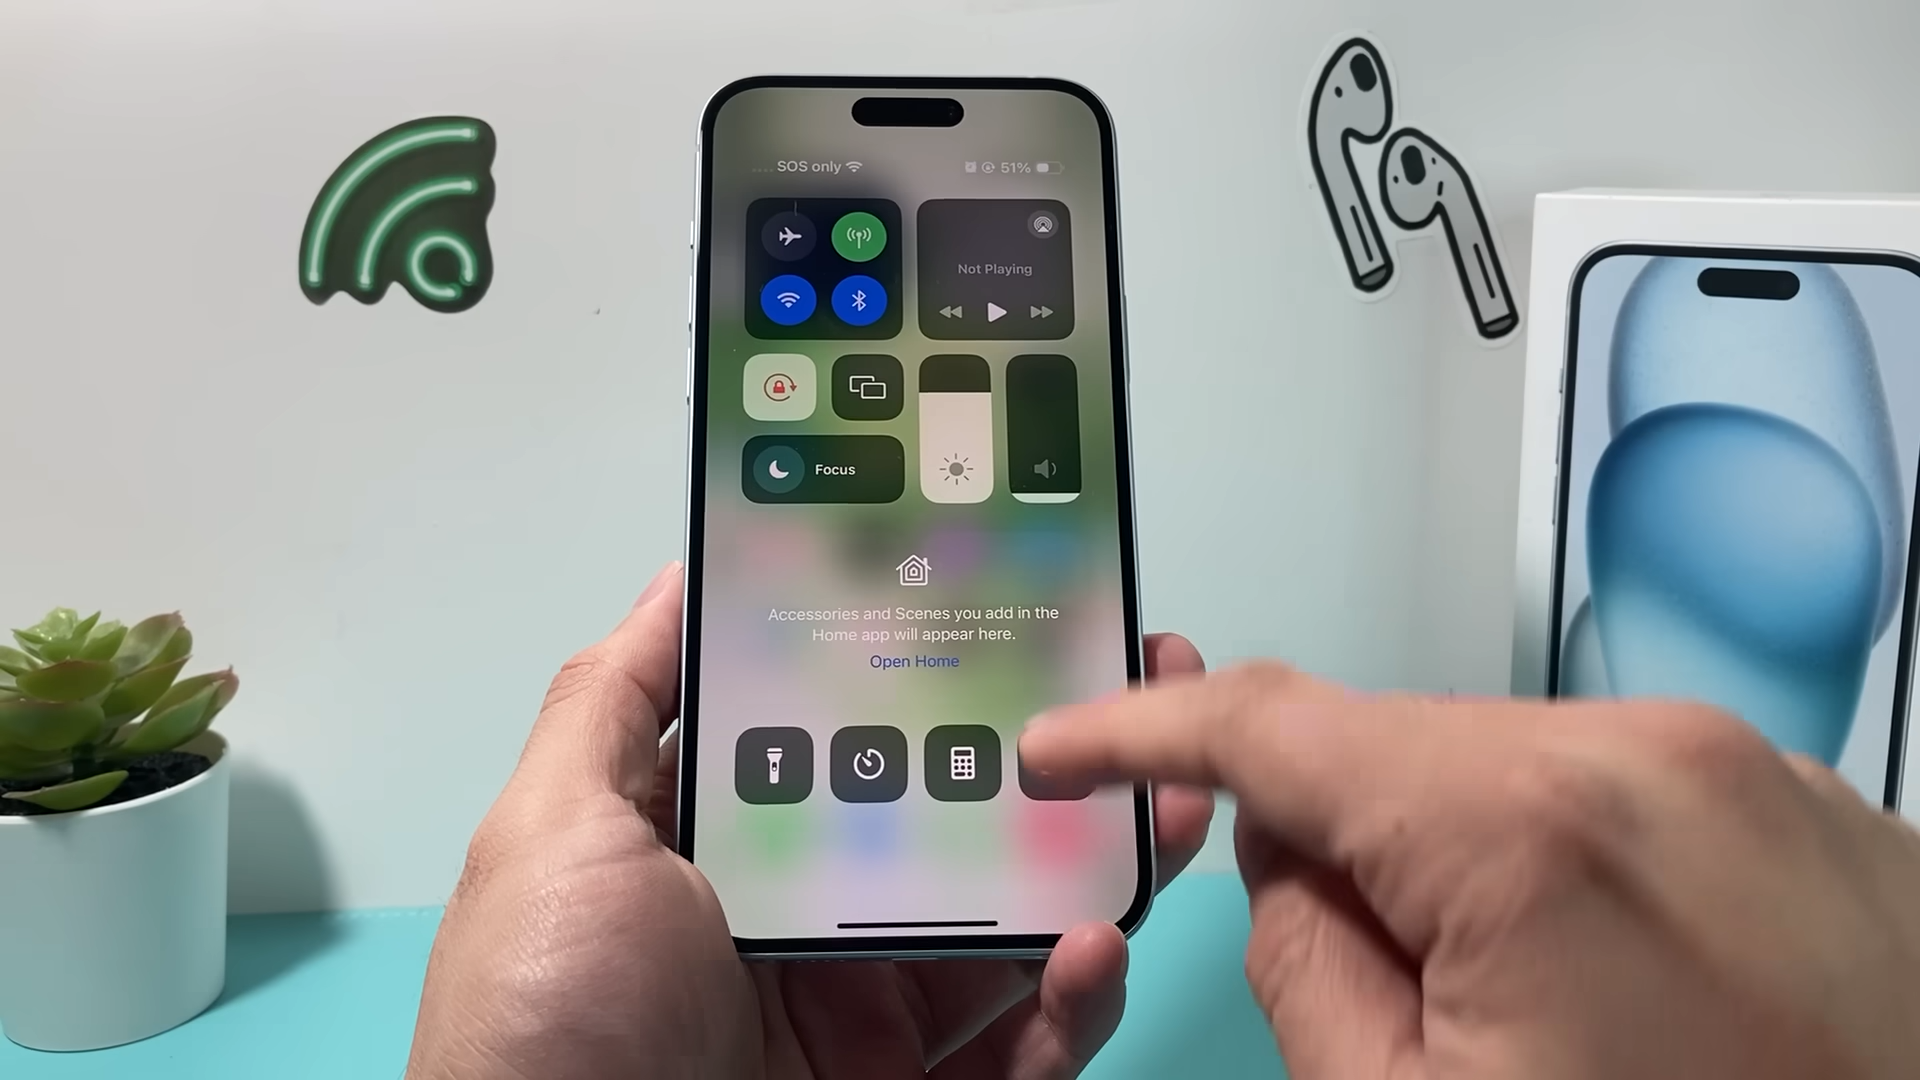 SOS only
51%
Not Playing
Focus
Accessories and Scenes you add in the
Home app will appear here.
Open Home